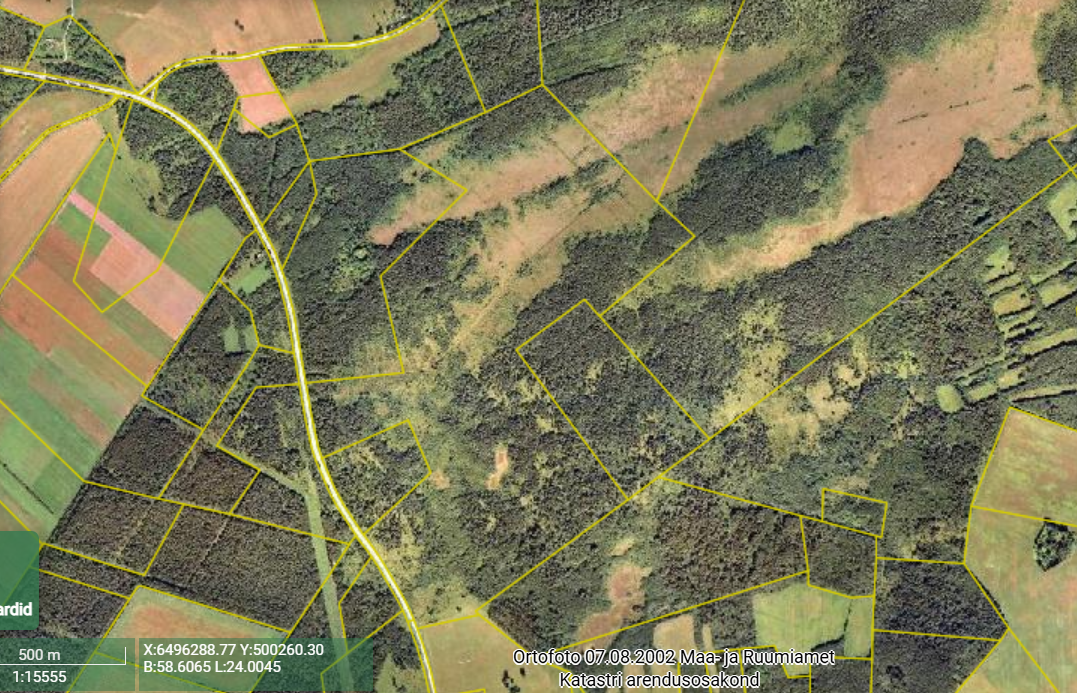 ardid
500 m
1:15555
X:6496288.77 Y:500260.30
B:58.6065 L:24.0045
Ortofoto 07.08.2002 Maa- ja Ruumiamet
Katastri arendusosakond